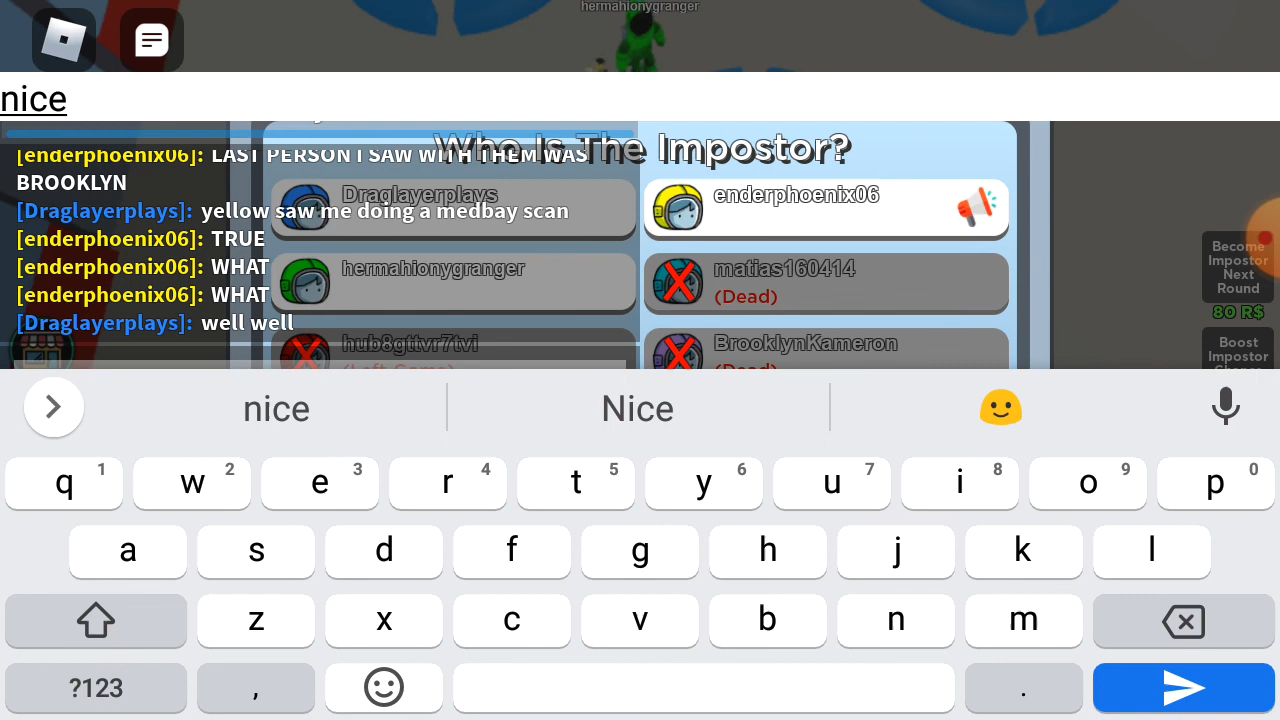 hermahionygranger
nice
Who Is The Impostor?
[enderphoenix06]: LAST PERSON I SAW WITH THEM WAS
BROOKLYN
[Draglayerplays]: yellow saw me doing a medbay scan
[enderphoenix06]: TRUE
[enderphoenix06]: WHAT
[enderphoenix06]: WHAT
[Draglayerplays]: well well
Draglayerplays
enderphoenix06
hermahionygranger
matias160414
(Dead)
hub8gttvr7tvi
(Left Game)
BrooklynKameron
(Dead)
Become
Impostor
Next
Round
80 R$
Boost
Impostor
nice
Nice
q 1 w 2 e 3 r 4 t 5 y 6 u 7 i 8 o 9 p 0
a s d f g h j k l
z x c v b n m
?123 , .